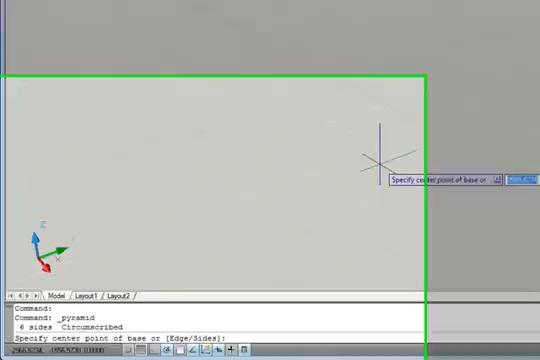 Specify center point of base or
Z
X
Model Layout1 Layout2
Command:
Command: _pyramid
6 sides Circumscribed
Specify center point of base or [Edge/Sides]: